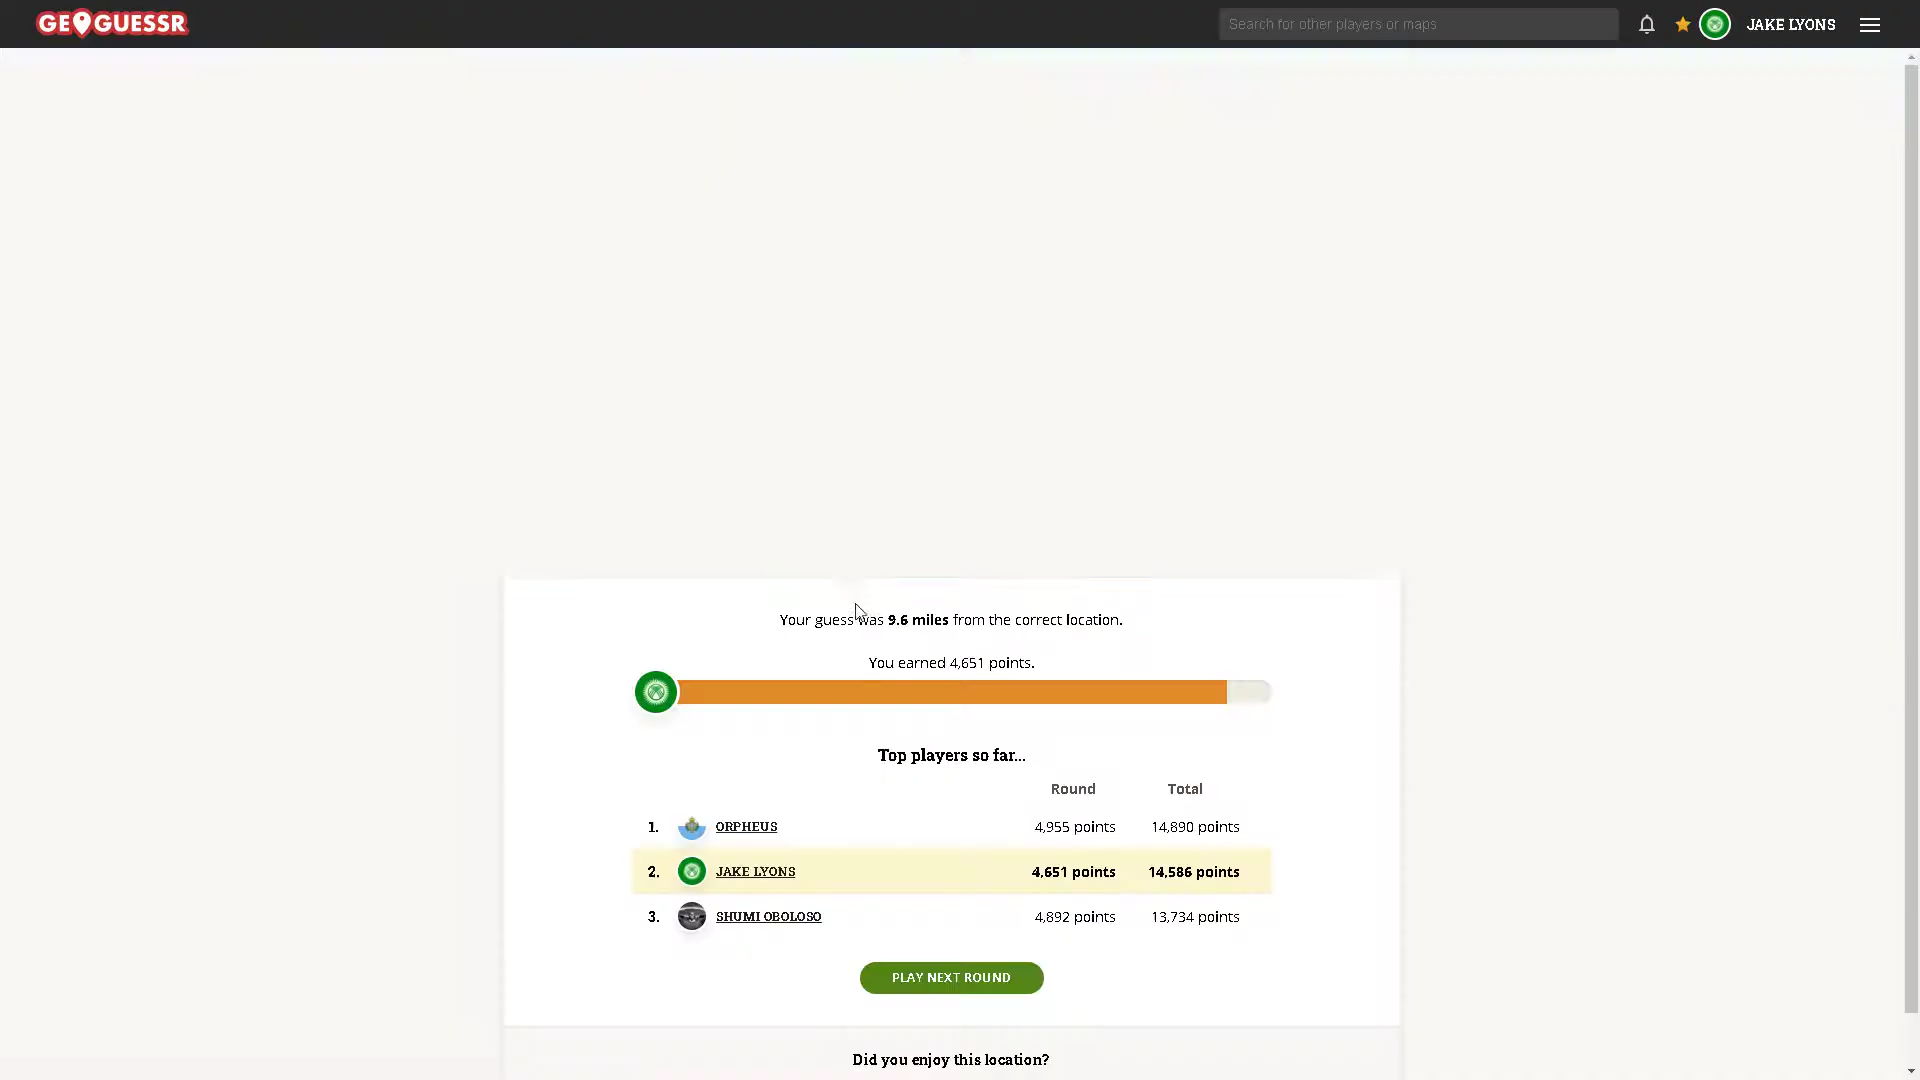 GEOGUESSR
Search for other players or maps
JAKE LYONS
Your guess was 9.6 miles from the correct location.
You earned 4,651 points.
Top players so far...
Round Total
1. ORPHEUS 4,955 points 14,890 points
2. JAKE LYONS 4,651 points 14,586 points
3. SHUMI OBOLOSO 4,892 points 13,734 points
PLAY NEXT ROUND
Did you enjoy this location?